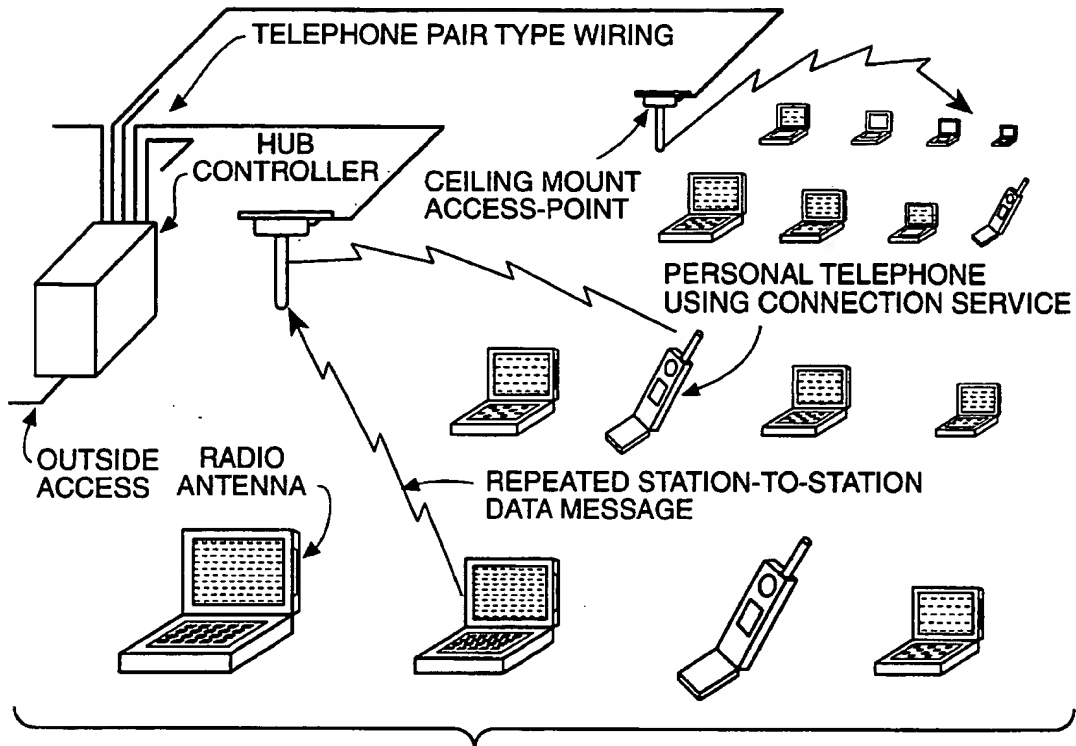 TELEPHONE PAIR TYPE WIRING
HUB
CONTROLLER
CEILING MOUNT
ACCESS-POINT
PERSONAL TELEPHONE
USING CONNECTION SERVICE
OUTSIDE
ACCESS
RADIO
ANTENNA
REPEATED STATION-TO-STATION
DATA MESSAGE